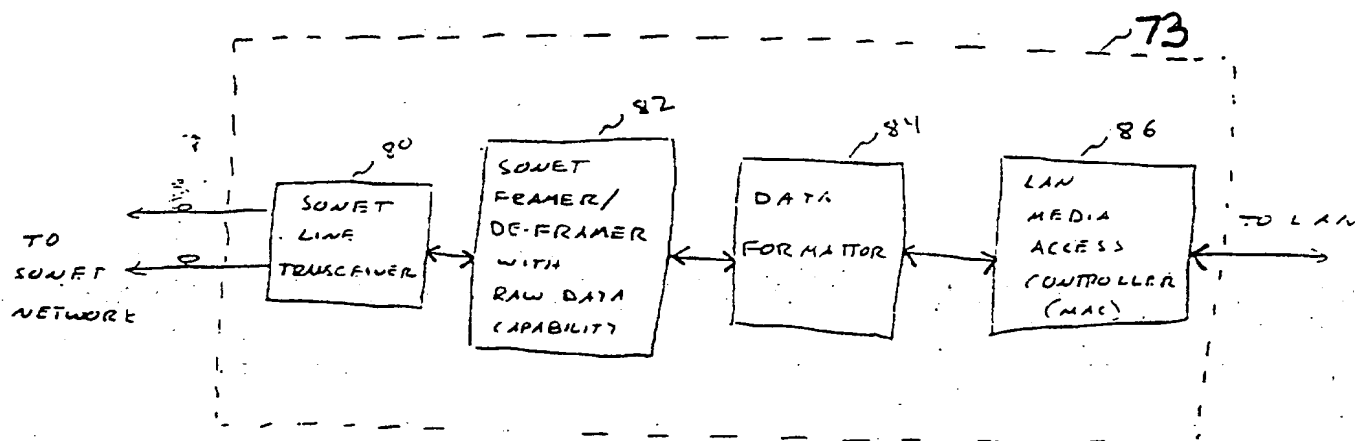 73
80
82
84
86
SONET
LINE
TRANSCEIVER
SONET
FRAMER/
DE-FRAMER
WITH
RAW DATA
CAPABILITY
DATA
FORMATTOR
LAN
MEDIA
ACCESS
CONTROLLER
(MAC)
TO
SONET
NETWORK
TO LAN